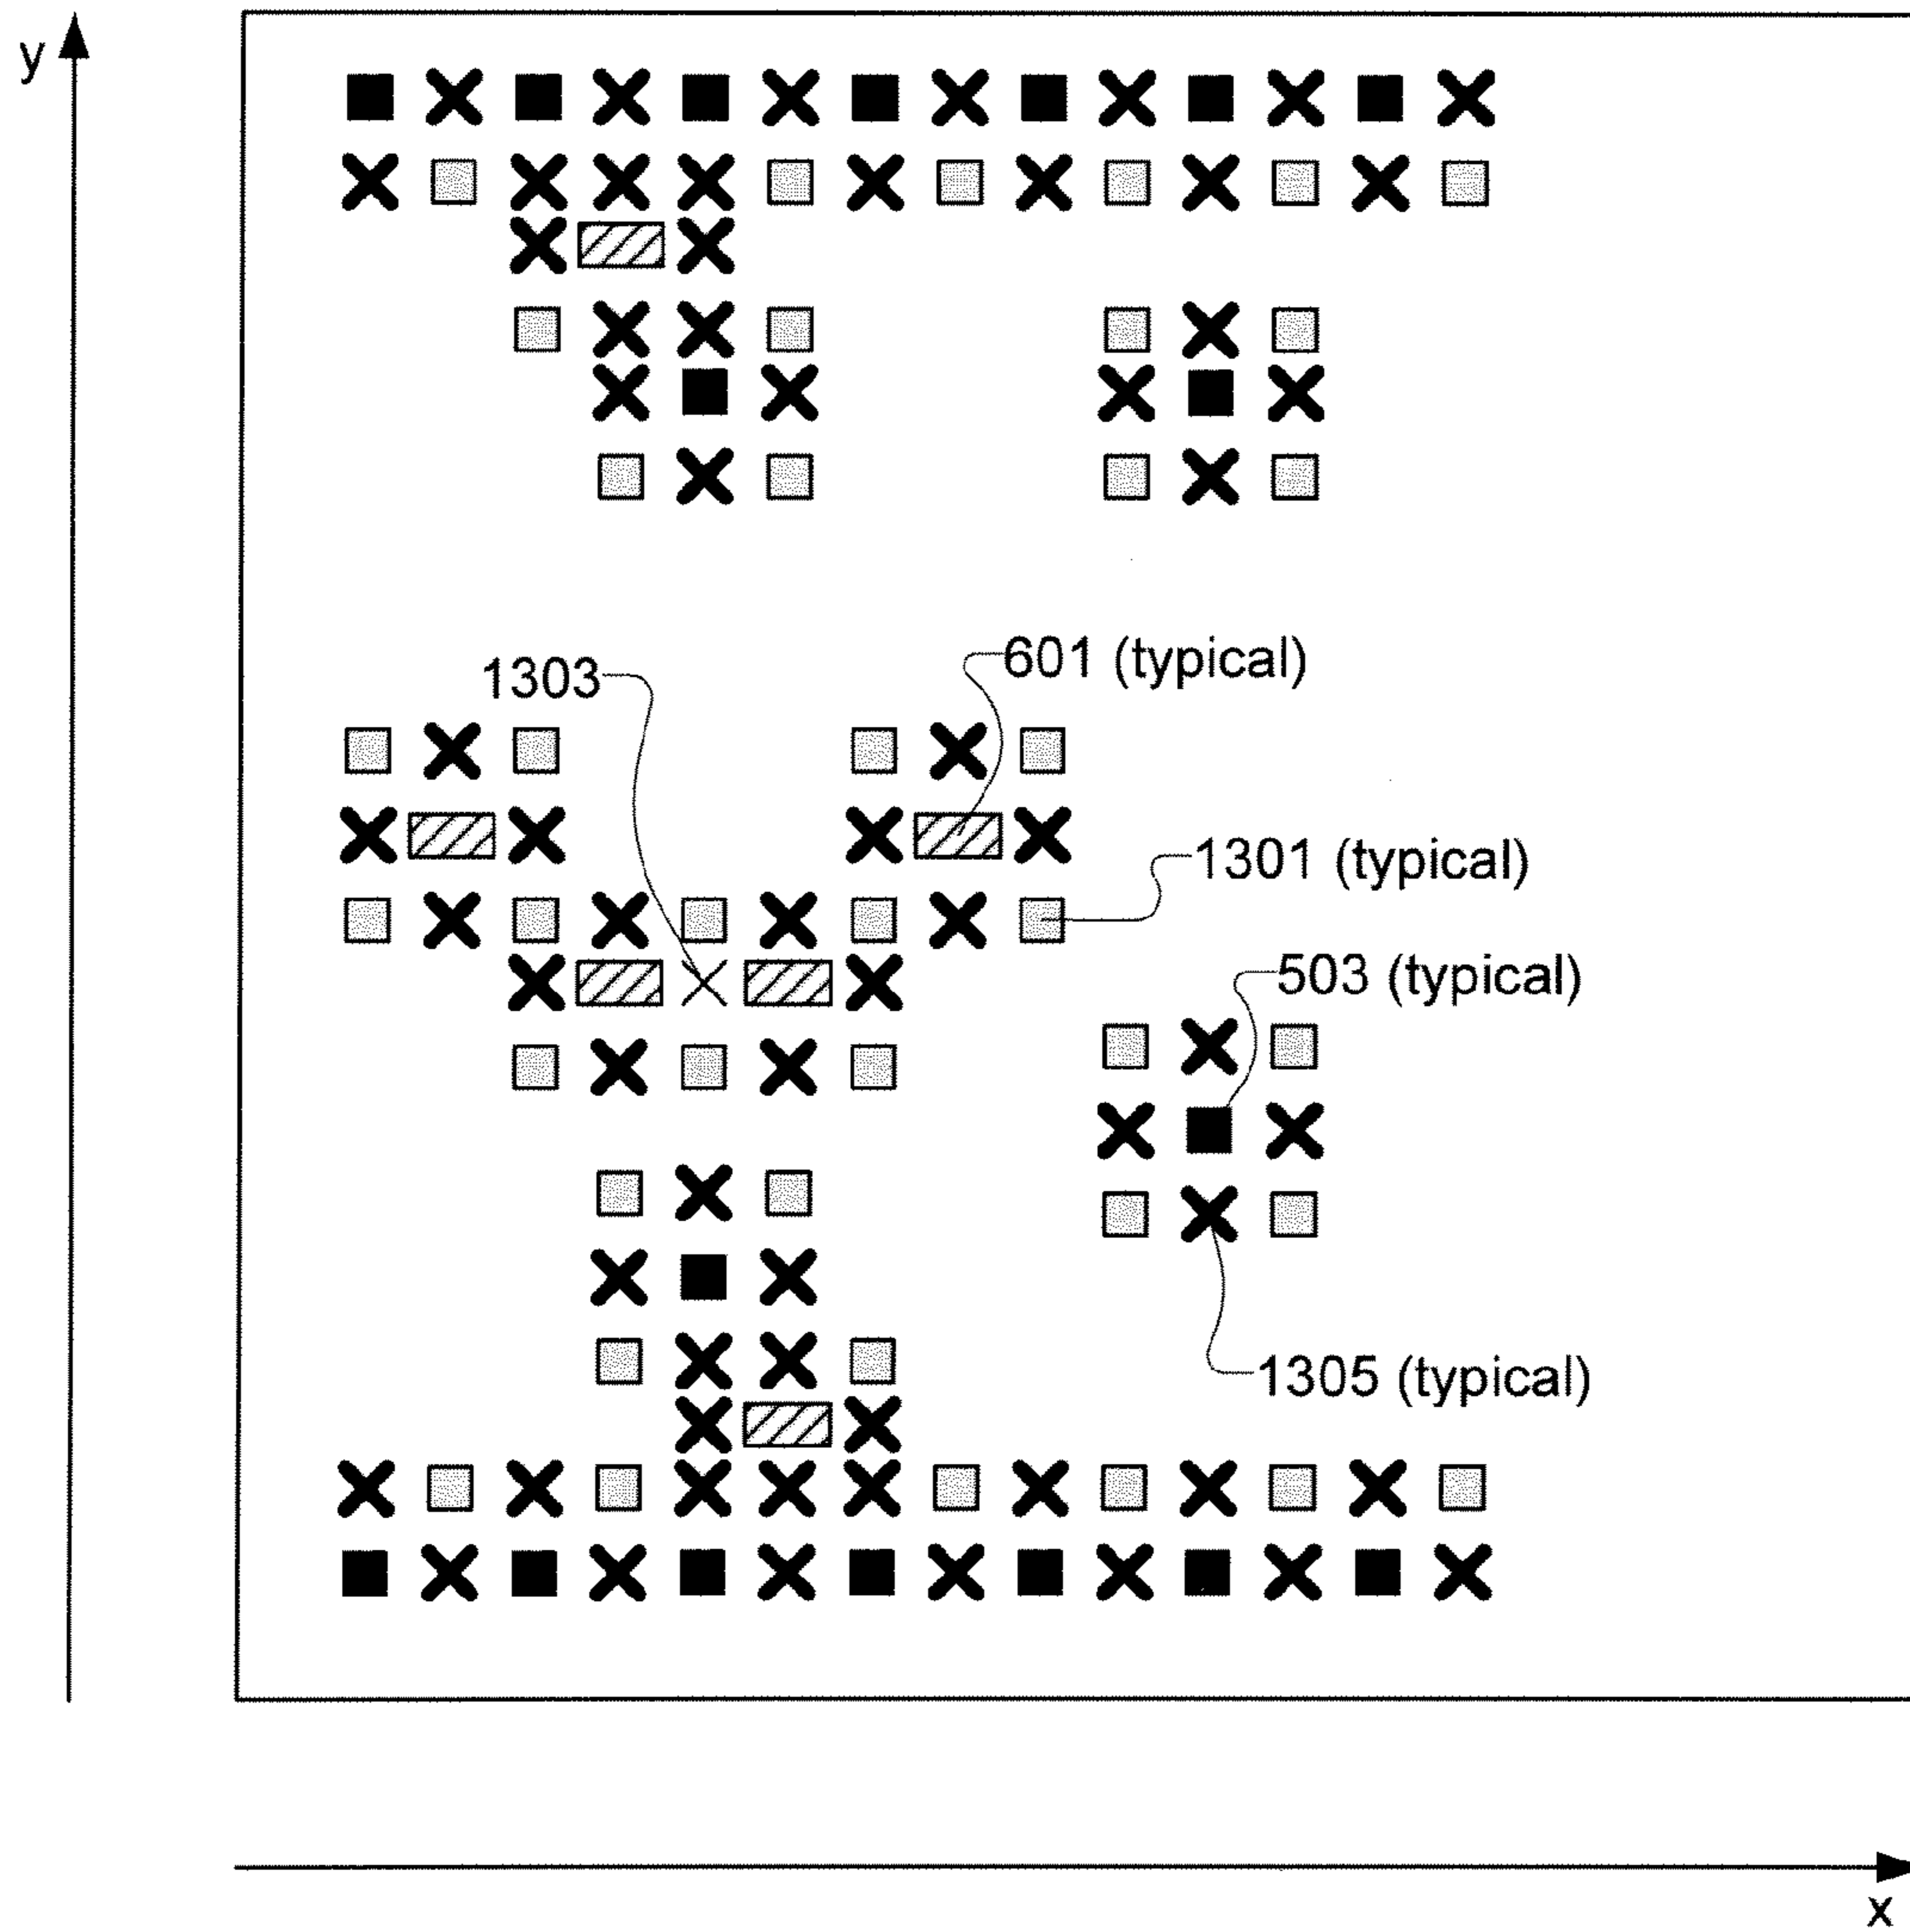 y
1303
601 (typical)
1301 (typical)
503 (typical)
1305 (typical)
x